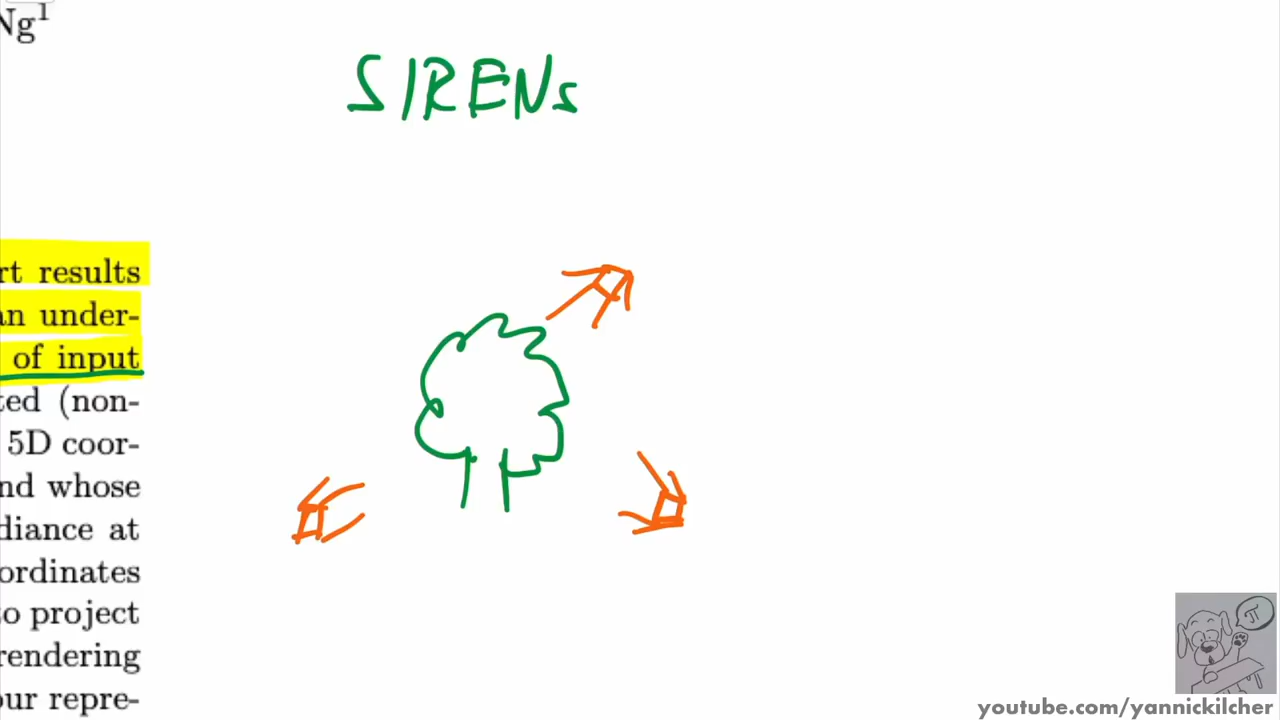 Ng¹
SIRENs
rt results
an under-
of input
ted (non-
5D coor-
nd whose
diance at
ordinates
to project
rendering
our repre-
π
youtube.com/yannickilcher